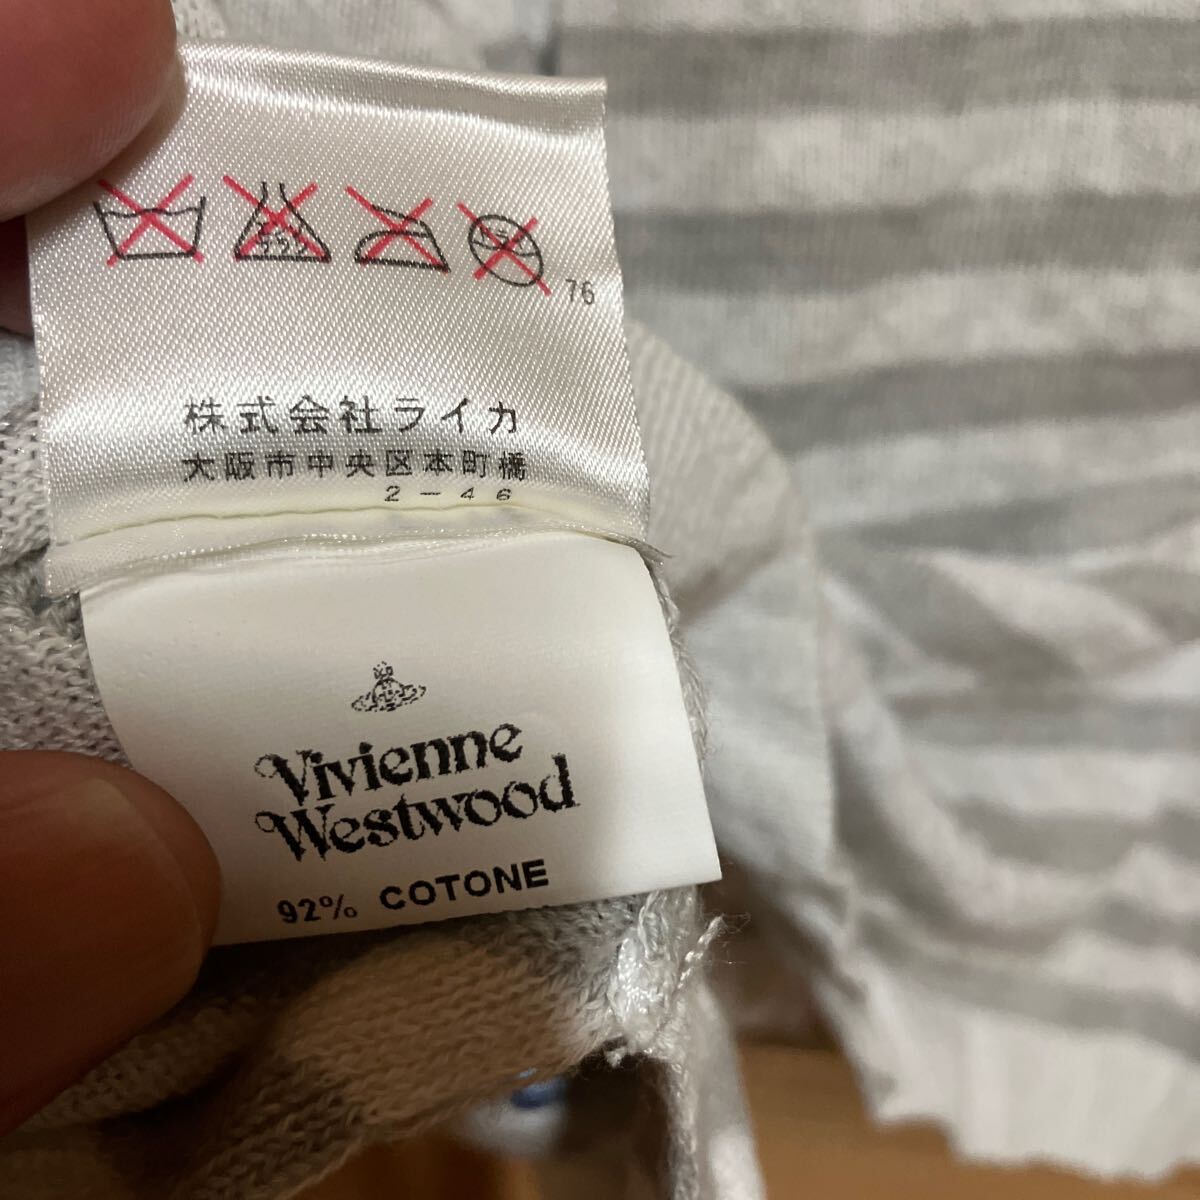 76
株式会社ライカ
大阪市中央区本町橋
2-46
Vivienne
Westwood
92% COTONE